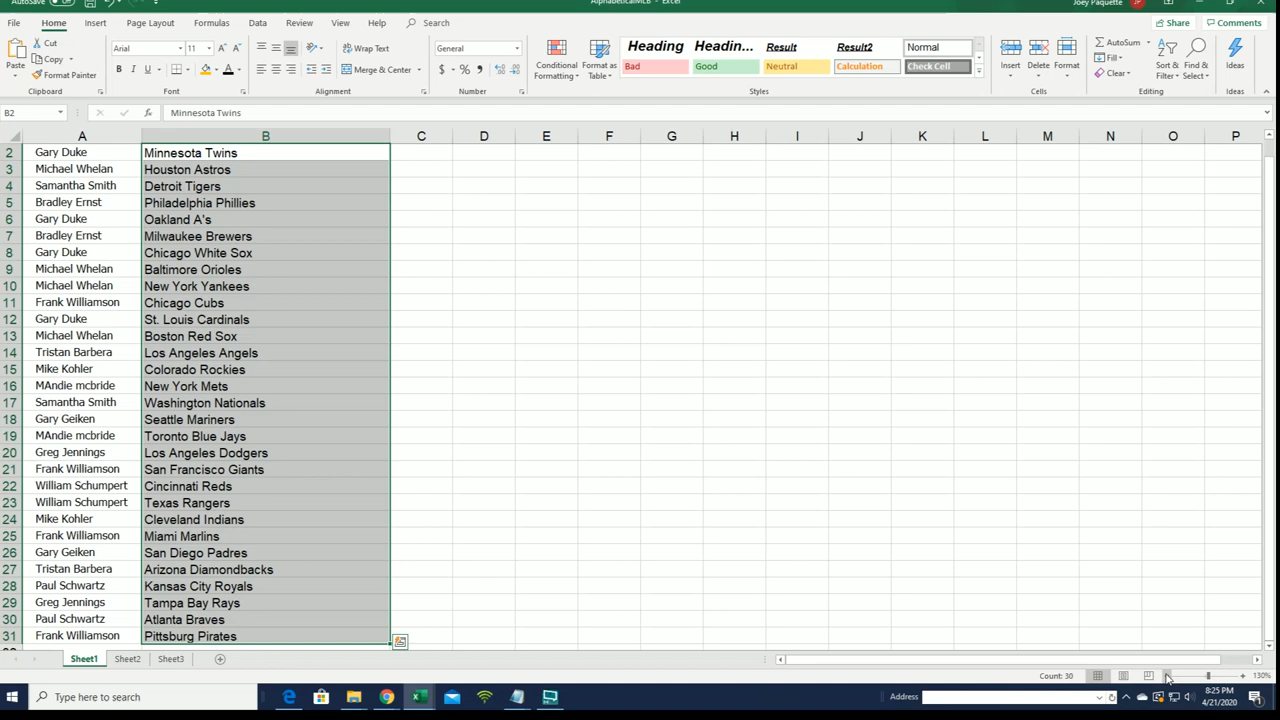 AutoSave Off AlphabeticalMLB - Excel Joey Paquette JP
File Home Insert Page Layout Formulas Data Review View Help Search Share Comments
Cut Arial 11 Wrap Text General AutoSum
Copy Fill
Paste Format Painter Merge & Center Conditional Formatting Format as Table Clear Sort & Filter Find & Select
Heading Headin... Result Result2 Normal
Bad Good Neutral Calculation Check Cell
Insert Delete Format Ideas
Clipboard Font Alignment Number Styles Cells Editing Ideas
B2 Minnesota Twins
A B C D E F G H I J K L M N O P
2 Gary Duke Minnesota Twins
3 Michael Whelan Houston Astros
4 Samantha Smith Detroit Tigers
5 Bradley Ernst Philadelphia Phillies
6 Gary Duke Oakland A's
7 Bradley Ernst Milwaukee Brewers
8 Gary Duke Chicago White Sox
9 Michael Whelan Baltimore Orioles
10 Michael Whelan New York Yankees
11 Frank Williamson Chicago Cubs
12 Gary Duke St. Louis Cardinals
13 Michael Whelan Boston Red Sox
14 Tristan Barbera Los Angeles Angels
15 Mike Kohler Colorado Rockies
16 MAndie mcbride New York Mets
17 Samantha Smith Washington Nationals
18 Gary Geiken Seattle Mariners
19 MAndie mcbride Toronto Blue Jays
20 Greg Jennings Los Angeles Dodgers
21 Frank Williamson San Francisco Giants
22 William Schumpert Cincinnati Reds
23 William Schumpert Texas Rangers
24 Mike Kohler Cleveland Indians
25 Frank Williamson Miami Marlins
26 Gary Geiken San Diego Padres
27 Tristan Barbera Arizona Diamondbacks
28 Paul Schwartz Kansas City Royals
29 Greg Jennings Tampa Bay Rays
30 Paul Schwartz Atlanta Braves
31 Frank Williamson Pittsburg Pirates
Sheet1 Sheet2 Sheet3
Count: 30 130%
Type here to search Address 8:25 PM
4/21/2020